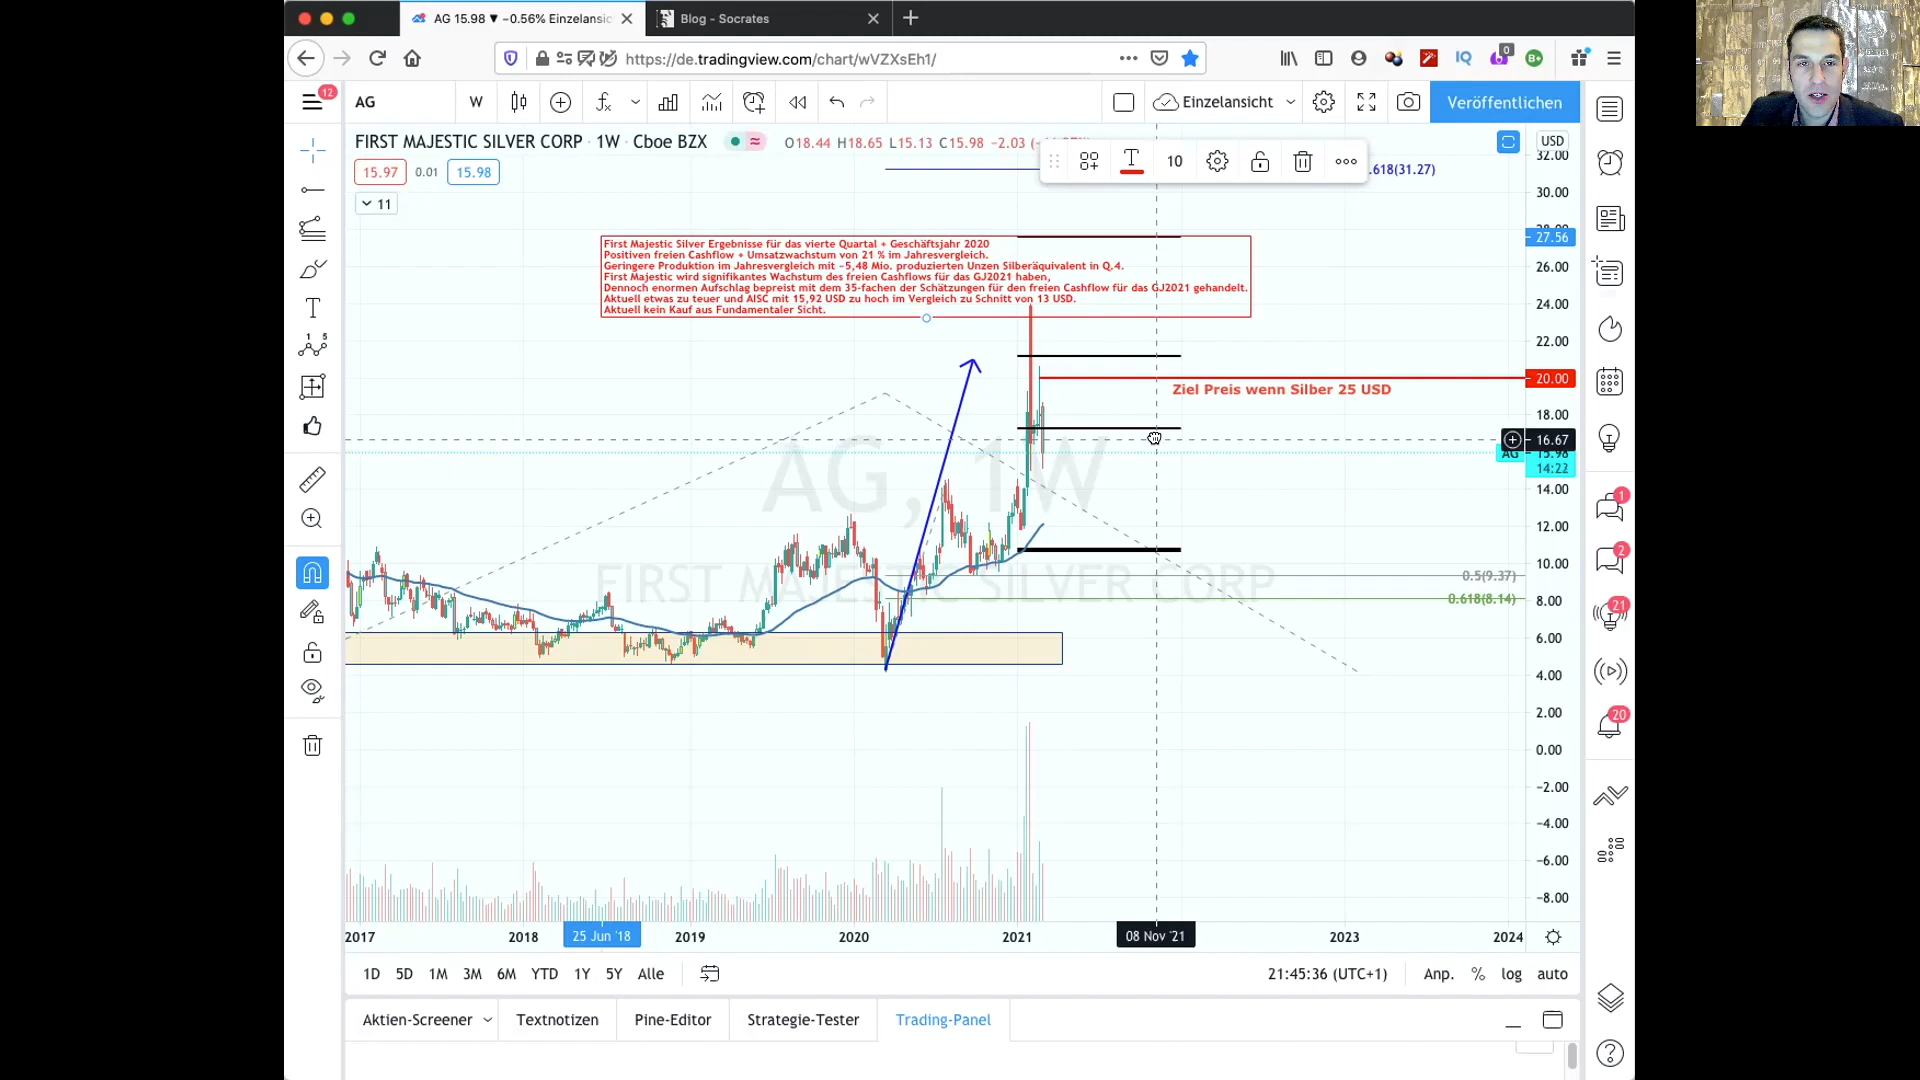 AG 15.98 ▼ −0.56% Einzelansic
Blog - Socrates
https://de.tradingview.com/chart/wVZXsEh1/
0
IQ
12
AG
W
Einzelansicht
Veröffentlichen
FIRST MAJESTIC SILVER CORP · 1W · Cboe BZX
O18.44 H18.65 L15.13 C15.98 −2.03
10
USD
15.97
0.01
15.98
11
.618(31.27)
32.00
30.00
27.56
First Majestic Silver Ergebnisse für das vierte Quartal + Geschäftsjahr 2020
Positiven freien Cashflow + Umsatzwachstum von 21 % im Jahresvergleich.
Geringere Produktion im Jahresvergleich mit ~5,48 Mio. produzierten Unzen Silberäquivalent in Q.4.
First Majestic wird signifikantes Wachstum des freien Cashflows für das GJ2021 haben,
Dennoch enormen Aufschlag bepreist mit dem 35-fachen der Schätzungen für den freien Cashflow für das GJ2021 gehandelt.
Aktuell etwas zu teuer und AISC mit 15,92 USD zu hoch im Vergleich zu Schnitt von 13 USD.
Aktuell kein Kauf aus Fundamentaler Sicht.
26.00
24.00
22.00
20.00
Ziel Preis wenn Silber 25 USD
18.00
16.67
AG
15.98
14:22
14.00
12.00
10.00
8.00
6.00
4.00
2.00
0.00
−2.00
−4.00
−6.00
−8.00
AG, 1W
FIRST MAJESTIC SILVER CORP
0.5(9.37)
0.618(8.14)
1
2
21
20
2017
2018
25 Jun '18
2019
2020
2021
08 Nov '21
2023
2024
1D
5D
1M
3M
6M
YTD
1Y
5Y
Alle
21:45:36 (UTC+1)
Anp.
%
log
auto
Aktien-Screener
Textnotizen
Pine-Editor
Strategie-Tester
Trading-Panel